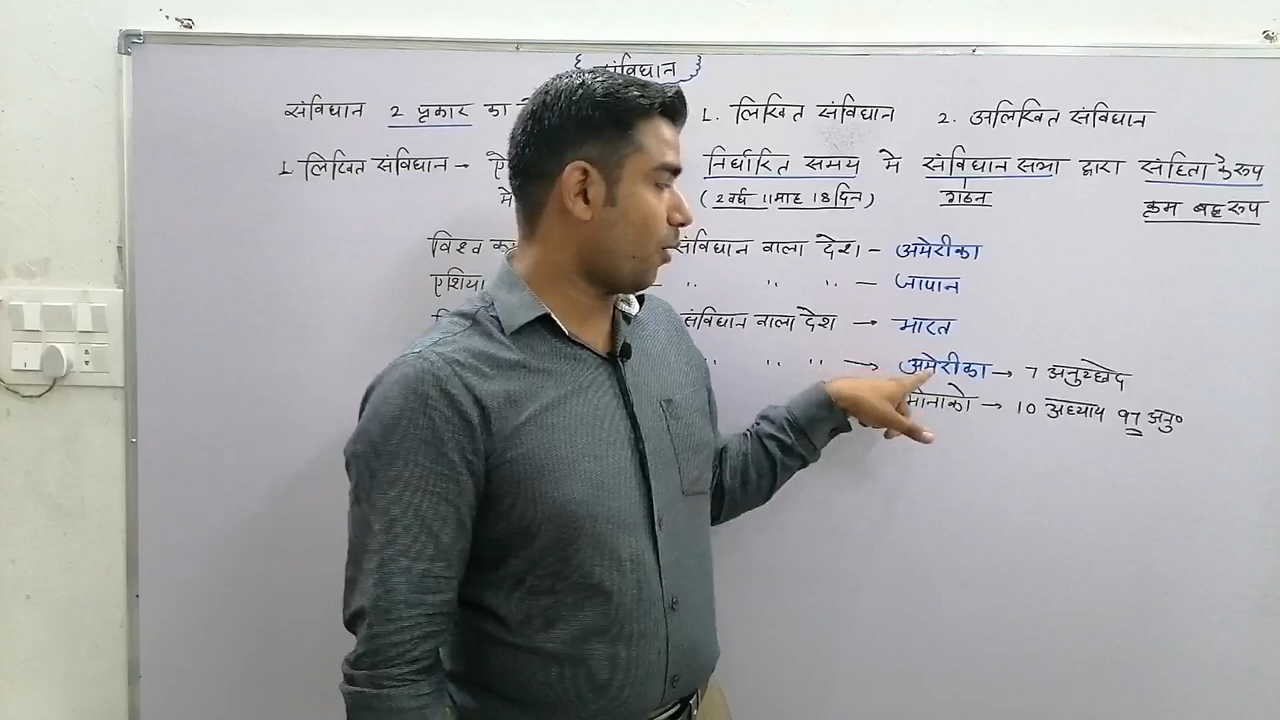 संविधान
संविधान 2 प्रकार का 1. लिखित संविधान 2. अलिखित संविधान
1 लिखित संविधान - निर्धारित समय मे संविधान सभा द्वारा संहिता के रूप
मे (2 वर्ष 11 माह 18 दिन) गठन क्रम बद्ध रूप
विश्व का संविधान वाला देश - अमेरीका
एशिया " " " - जापान
संविधान वाला देश → भारत
" " " → अमेरीका → 7 अनुच्छेद
मोनाको → 10 अध्याय 97 अनु०